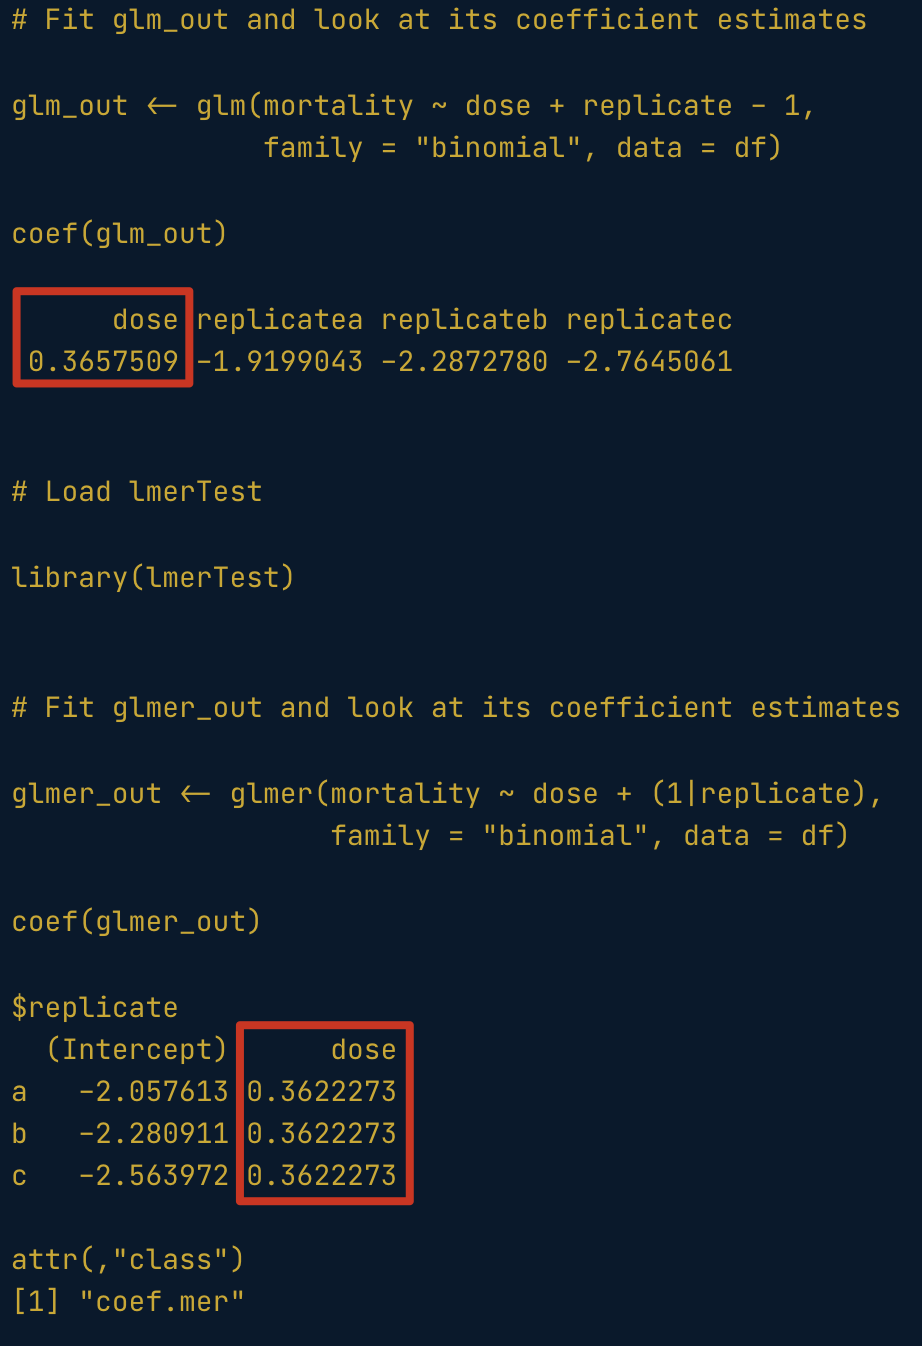 # Fit glm_out and look at its coefficient estimates
glm_out <- glm(mortality ~ dose + replicate - 1,
family = "binomial", data = df)
coef(glm_out)
dose replicatea replicateb replicatec
0.3657509 -1.9199043 -2.2872780 -2.7645061
# Load lmerTest
library(lmerTest)
# Fit glmer_out and look at its coefficient estimates
glmer_out <- glmer(mortality ~ dose + (1|replicate),
family = "binomial", data = df)
coef(glmer_out)
$replicate
(Intercept) dose
a -2.057613 0.3622273
b -2.280911 0.3622273
c -2.563972 0.3622273
attr(,"class")
[1] "coef.mer"